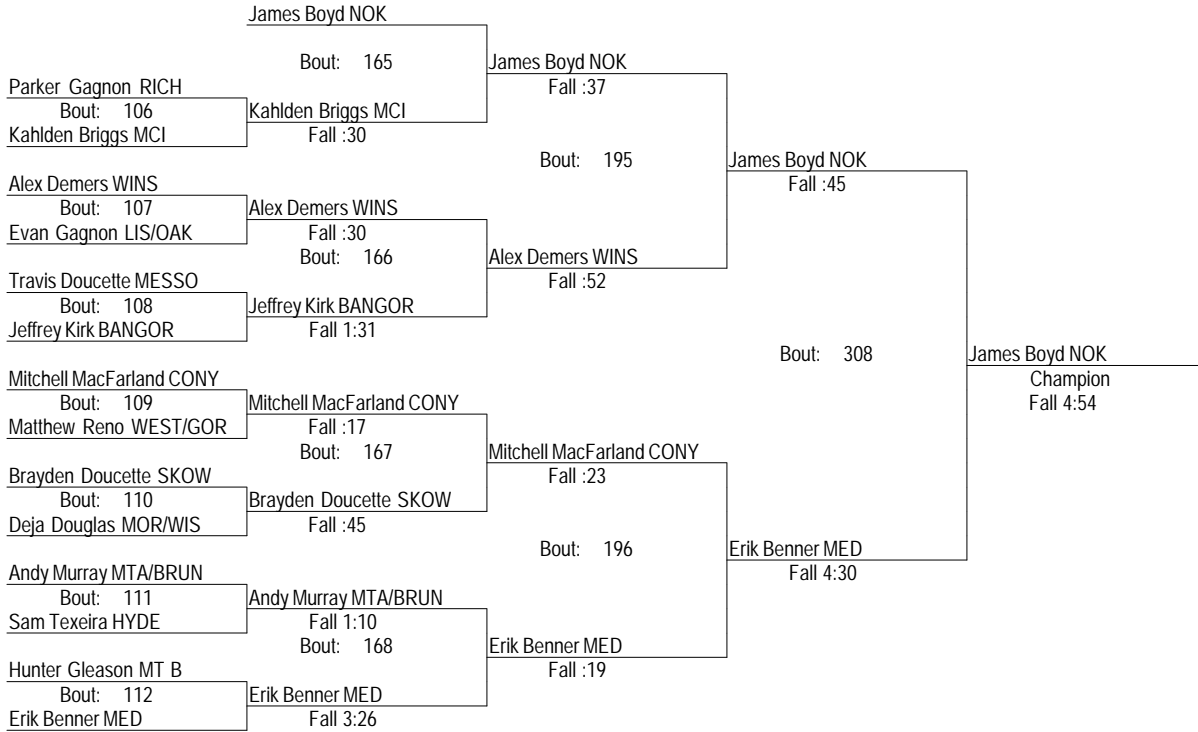 James Boyd NOK
Bout: 165
James Boyd NOK
Parker Gagnon RICH
Fall :37
Bout: 106
Kahlden Briggs MCI
Kahlden Briggs MCI
Fall :30
Bout: 195
James Boyd NOK
Alex Demers WINS
Fall :45
Bout: 107
Alex Demers WINS
Evan Gagnon LIS/OAK
Fall :30
Bout: 166
Alex Demers WINS
Travis Doucette MESSO
Fall :52
Bout: 108
Jeffrey Kirk BANGOR
Jeffrey Kirk BANGOR
Fall 1:31
Bout: 308
James Boyd NOK
Mitchell MacFarland CONY
Champion
Bout: 109
Mitchell MacFarland CONY
Fall 4:54
Matthew Reno WEST/GOR
Fall :17
Bout: 167
Mitchell MacFarland CONY
Brayden Doucette SKOW
Fall :23
Bout: 110
Brayden Doucette SKOW
Deja Douglas MOR/WIS
Fall :45
Bout: 196
Erik Benner MED
Andy Murray MTA/BRUN
Fall 4:30
Bout: 111
Andy Murray MTA/BRUN
Sam Texeira HYDE
Fall 1:10
Bout: 168
Erik Benner MED
Hunter Gleason MT B
Fall :19
Bout: 112
Erik Benner MED
Erik Benner MED
Fall 3:26